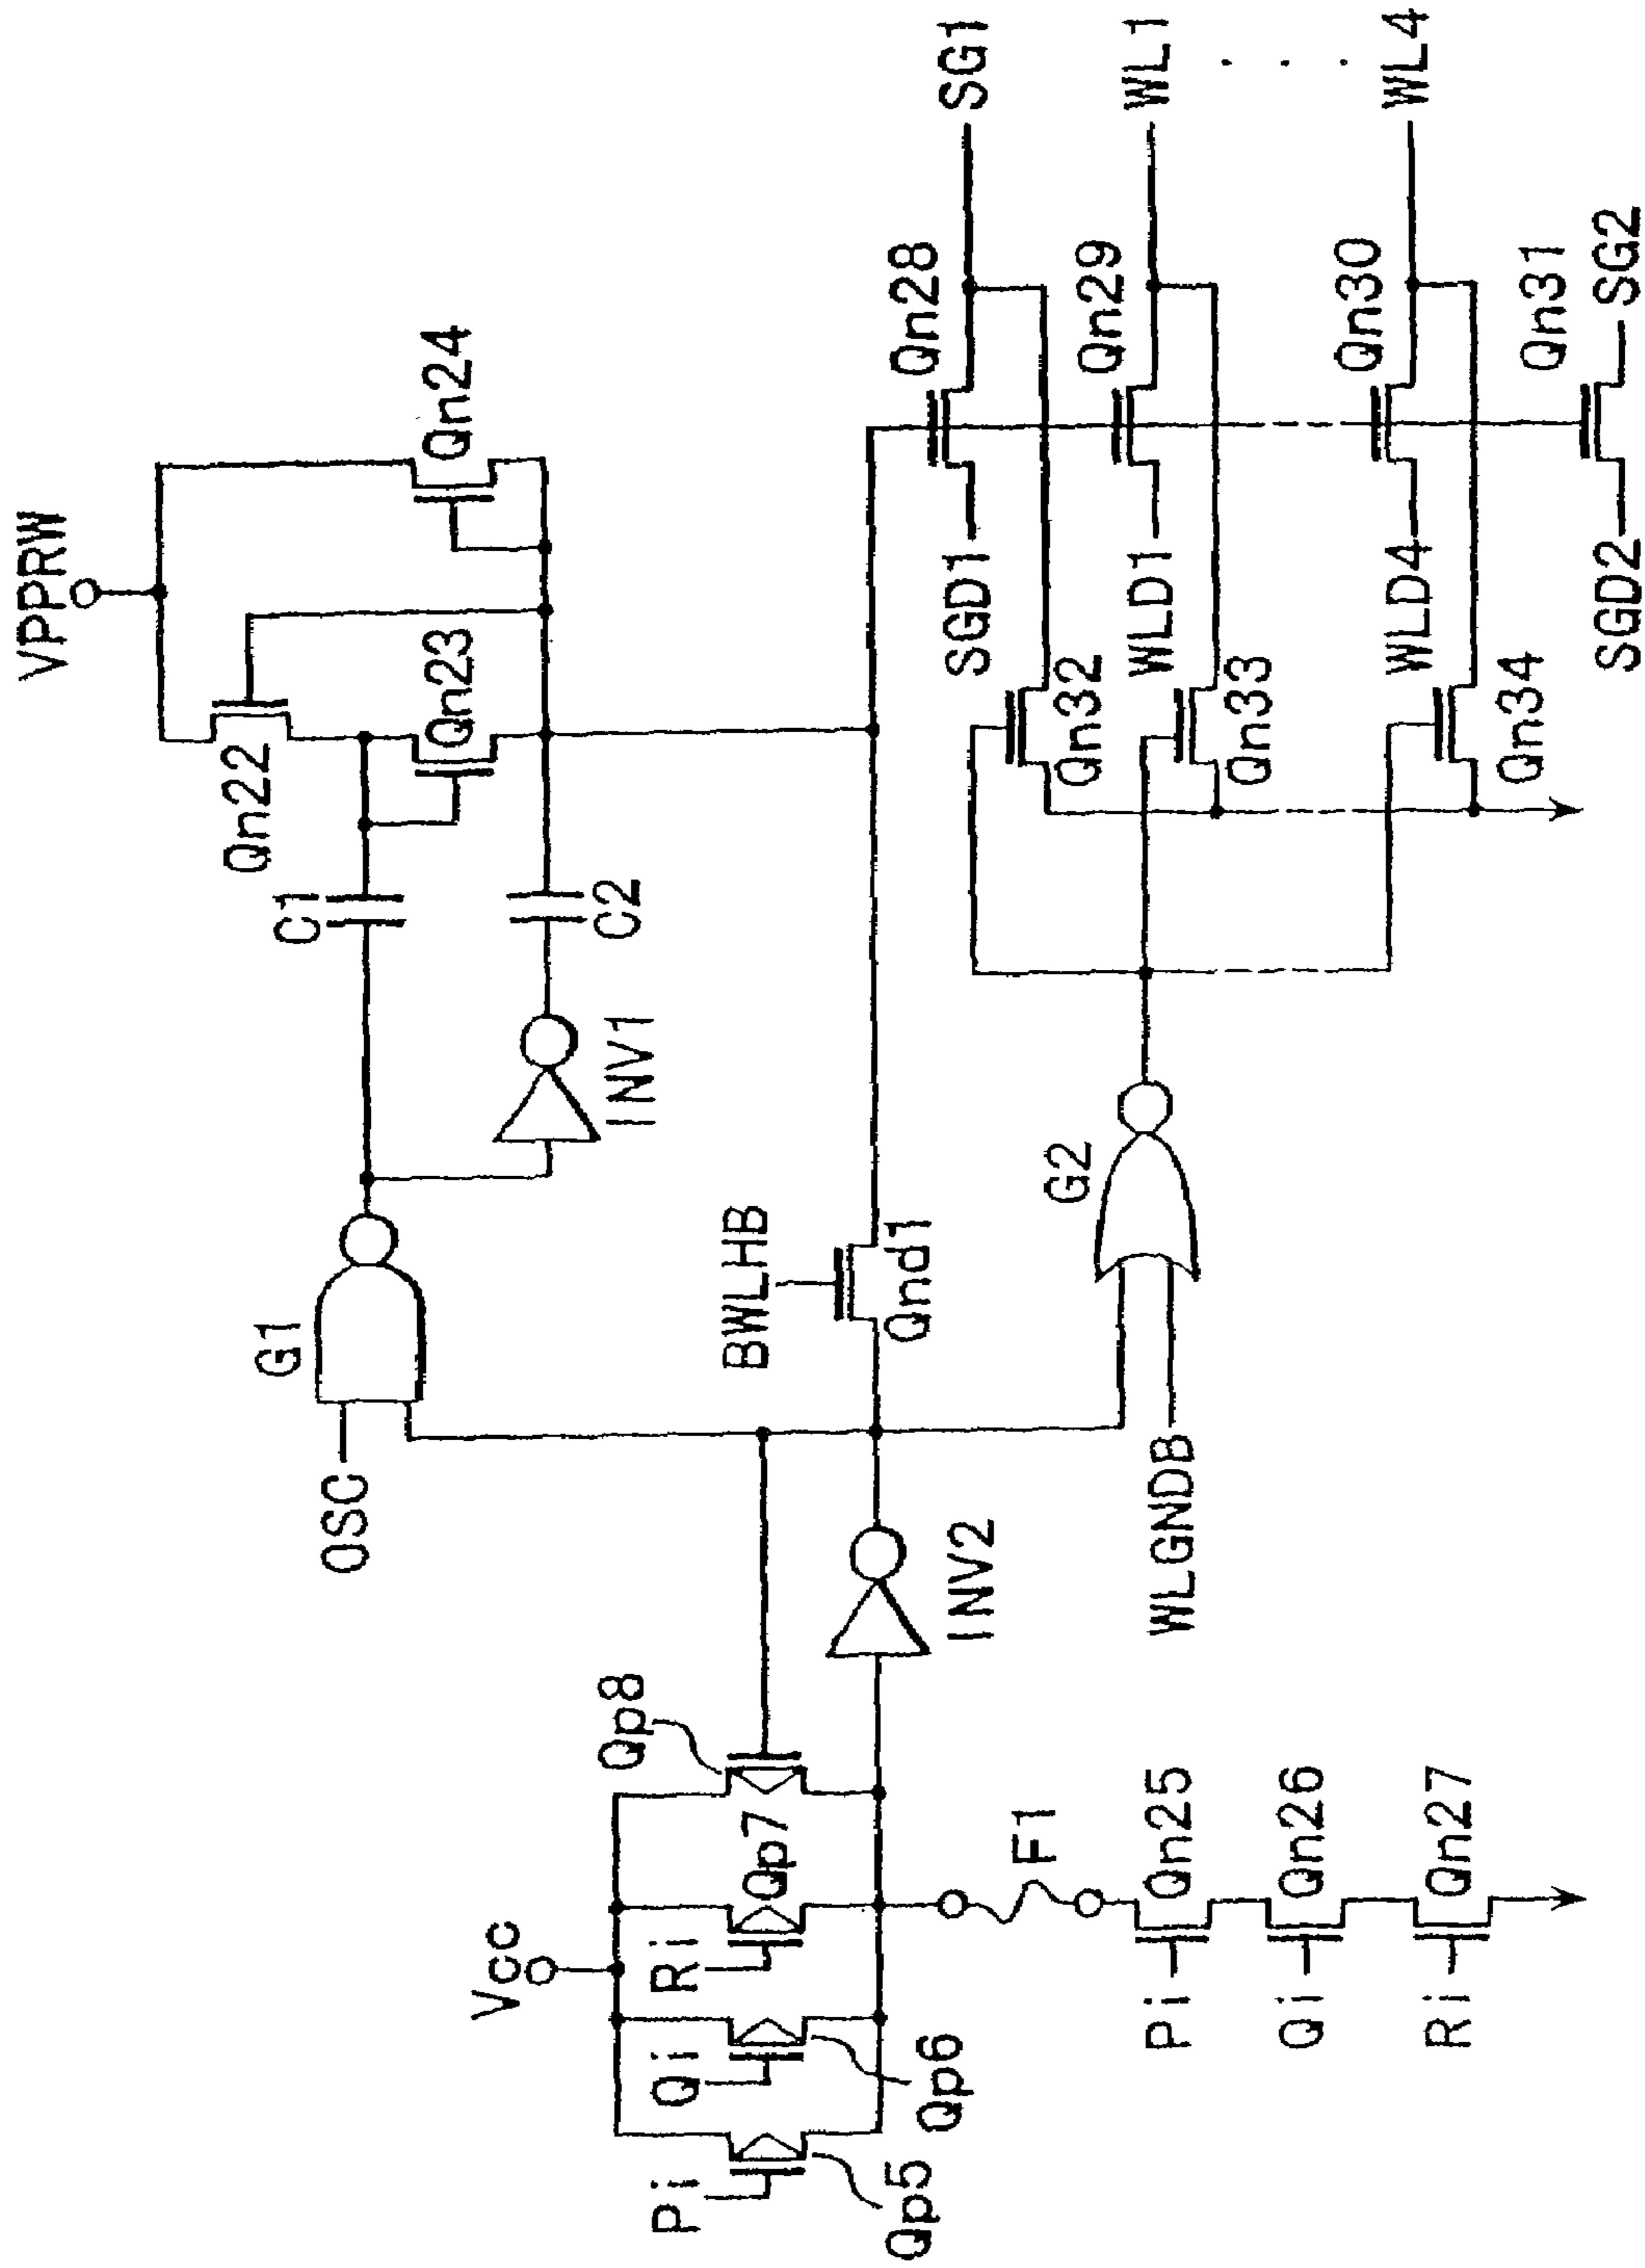 VPPRW
Qn22
Qn23
Qn24
C1
C2
G1
OSC
INV1
BWLHB
Qnd1
Vcc
Pi
Qi
Ri
Qp5
Qp6
Qp7
Qp8
INV2
F1
Pi
Qi
Ri
Qn25
Qn26
Qn27
G2
WLGNDB
SGD1
Qn28
SG1
Qn32
WLD1
Qn29
WL1
Qn33
. . .
WLD4
Qn30
WL4
Qn34
SGD2
Qn31
SG2